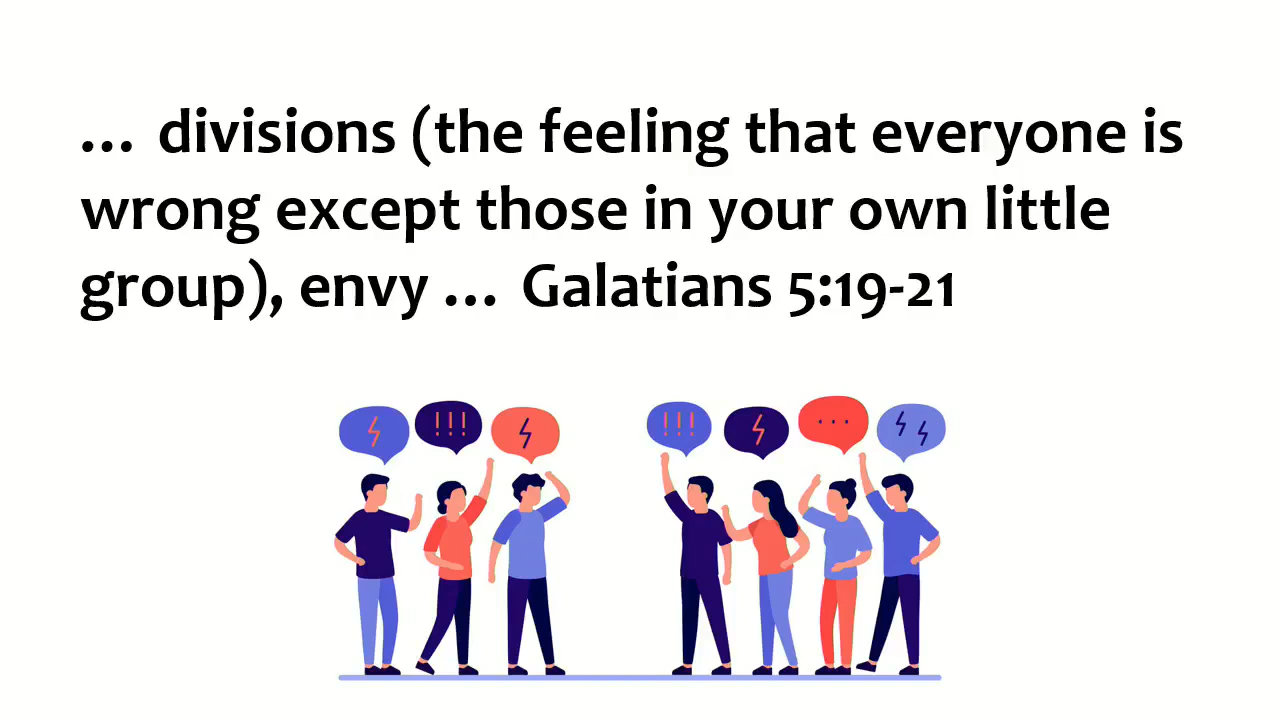 … divisions (the feeling that everyone is
wrong except those in your own little
group), envy … Galatians 5:19-21
!!!
!!!
...